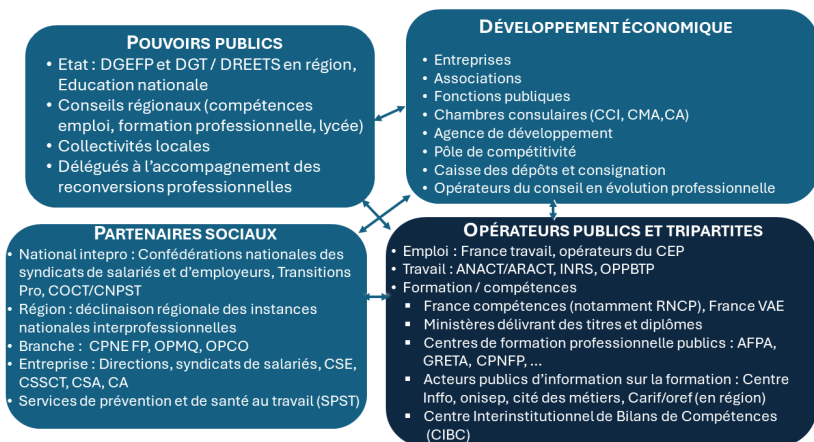 POUVOIRS PUBLICS
• Etat : DGEFP et DGT / DREETS en région,
Education nationale
• Conseils régionaux (compétences
emploi, formation professionnelle, lycée)
• Collectivités locales
• Délégués à l'accompagnement des
reconversions professionnelles
DÉVELOPPEMENT ÉCONOMIQUE
• Entreprises
• Associations
• Fonctions publiques
• Chambres consulaires (CCI, CMA,CA)
• Agence de développement
• Pôle de compétitivité
• Caisse des dépôts et consignation
• Opérateurs du conseil en évolution professionnelle
PARTENAIRES SOCIAUX
• National intepro : Confédérations nationales des
syndicats de salariés et d'employeurs, Transitions
Pro, COCT/CNPST
• Région : déclinaison régionale des instances
nationales interprofessionnelles
• Branche : CPNE FP, OPMQ, OPCO
• Entreprise : Directions, syndicats de salariés, CSE,
CSSCT, CSA, CA
• Services de prévention et de santé au travail (SPST)
OPÉRATEURS PUBLICS ET TRIPARTITES
• Emploi : France travail, opérateurs du CEP
• Travail : ANACT/ARACT, INRS, OPPBTP
• Formation / compétences
▪ France compétences (notamment RNCP), France VAE
▪ Ministères délivrant des titres et diplômes
▪ Centres de formation professionnelle publics : AFPA,
GRETA, CPNFP, ...
▪ Acteurs publics d'information sur la formation : Centre
Inffo, onisep, cité des métiers, Carif/oref (en région)
▪ Centre Interinstitutionnel de Bilans de Compétences
(CIBC)